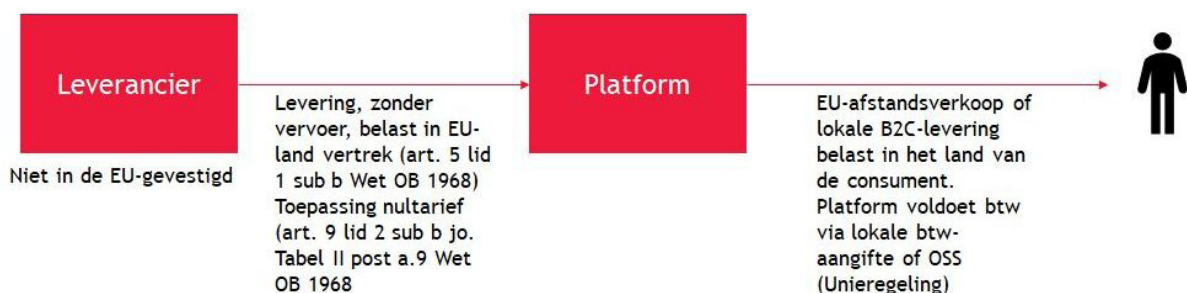 Leverancier
Niet in de EU-gevestigd
Levering, zonder
vervoer, belast in EU-
land vertrek (art. 5 lid
1 sub b Wet OB 1968)
Toepassing nultarief
(art. 9 lid 2 sub b jo.
Tabel II post a.9 Wet
OB 1968
Platform
EU-afstandsverkoop of
lokale B2C-levering
belast in het land van
de consument.
Platform voldoet btw
via lokale btw-
aangifte of OSS
(Unieregeling)